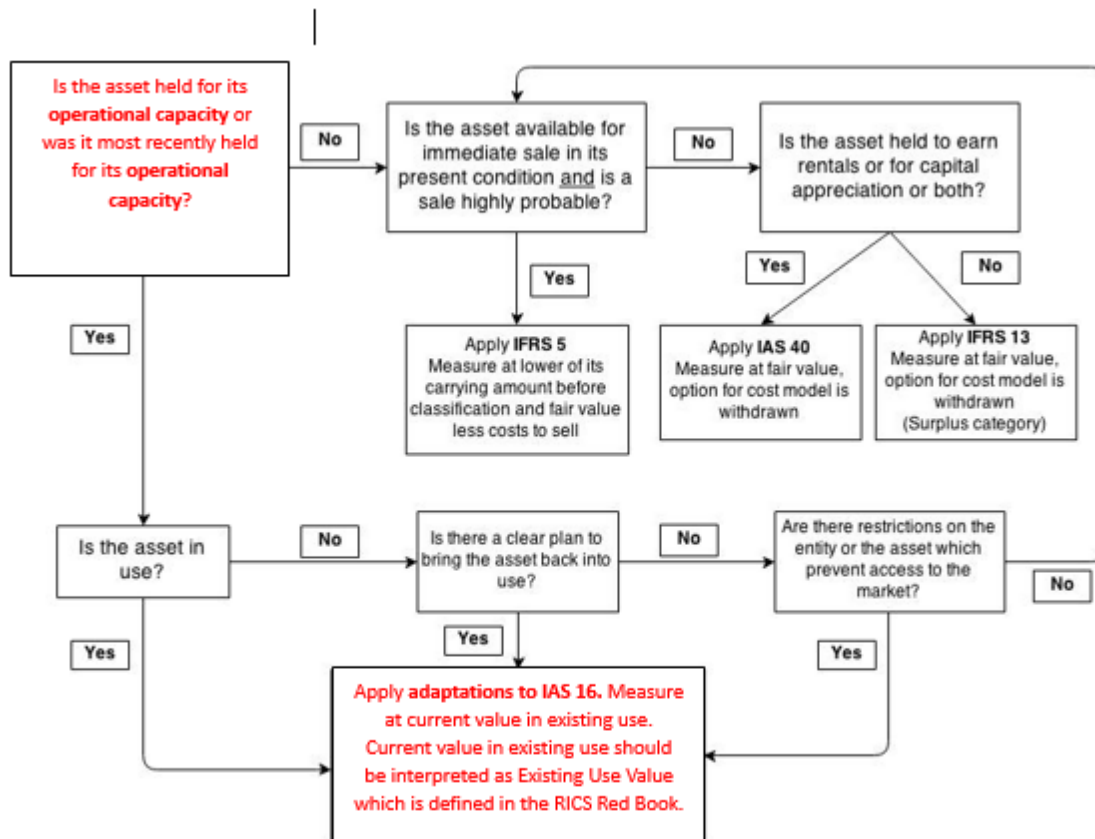 Is the asset held for its
operational capacity or
was it most recently held
for its operational
capacity?
No
Is the asset available for
immediate sale in its
present condition and is a
sale highly probable?
No
Is the asset held to earn
rentals or for capital
appreciation or both?
Yes
Yes
Yes
No
Apply IFRS 5
Measure at lower of its
carrying amount before
classification and fair value
less costs to sell
Apply IAS 40
Measure at fair value,
option for cost model is
withdrawn
Apply IFRS 13
Measure at fair value,
option for cost model is
withdrawn
(Surplus category)
Is the asset in
use?
No
Is there a clear plan to
bring the asset back into
use?
No
Are there restrictions on the
entity or the asset which
prevent access to the
market?
No
Yes
Yes
Yes
Apply adaptations to IAS 16. Measure
at current value in existing use.
Current value in existing use should
be interpreted as Existing Use Value
which is defined in the RICS Red Book.